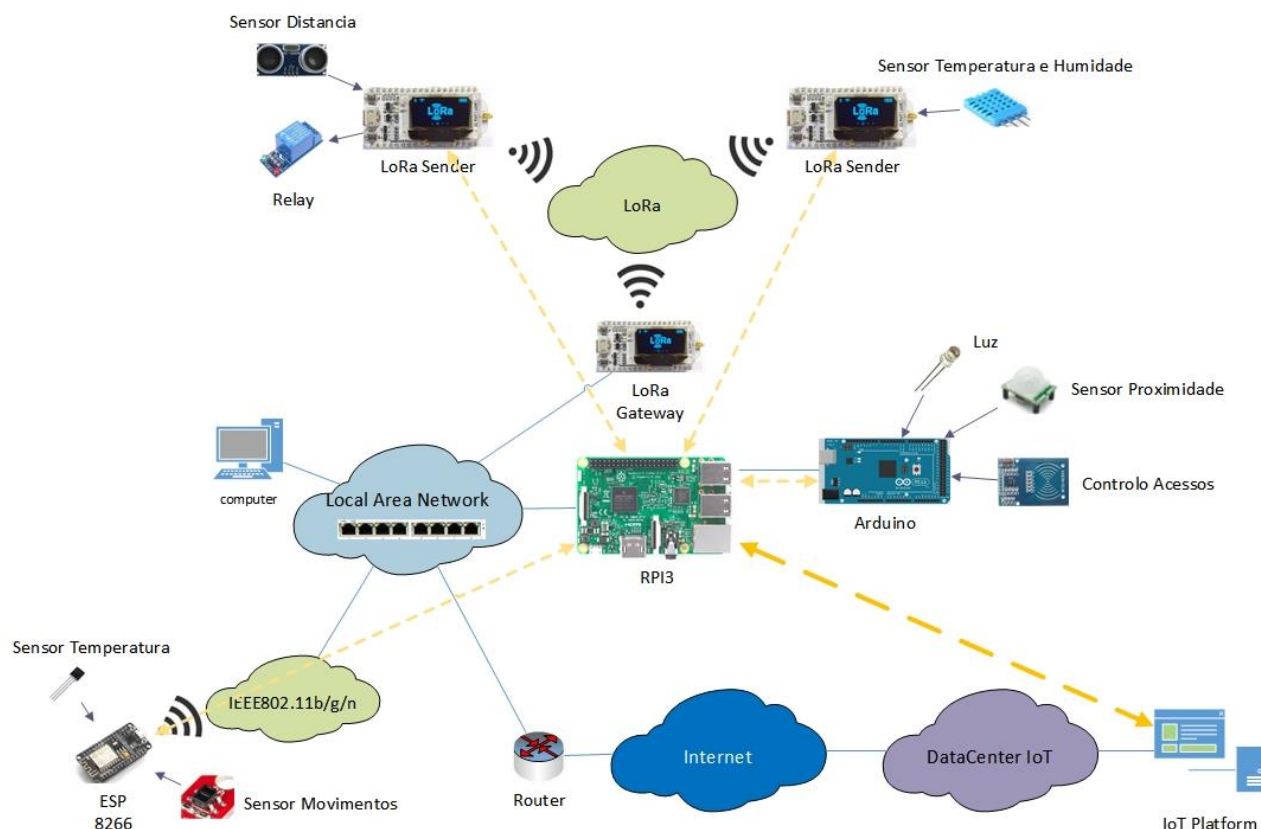 Sensor Distancia
Sensor Temperatura e Humidade
LoRa
LoRa
LoRa Sender
LoRa Sender
Relay
LoRa
LoRa
LoRa
Gateway
Luz
Sensor Proximidade
computer
Local Area Network
Controlo Acessos
Arduino
RPI3
Sensor Temperatura
IEEE802.11b/g/n
Internet
DataCenter IoT
ESP
8266
Sensor Movimentos
Router
IoT Platform